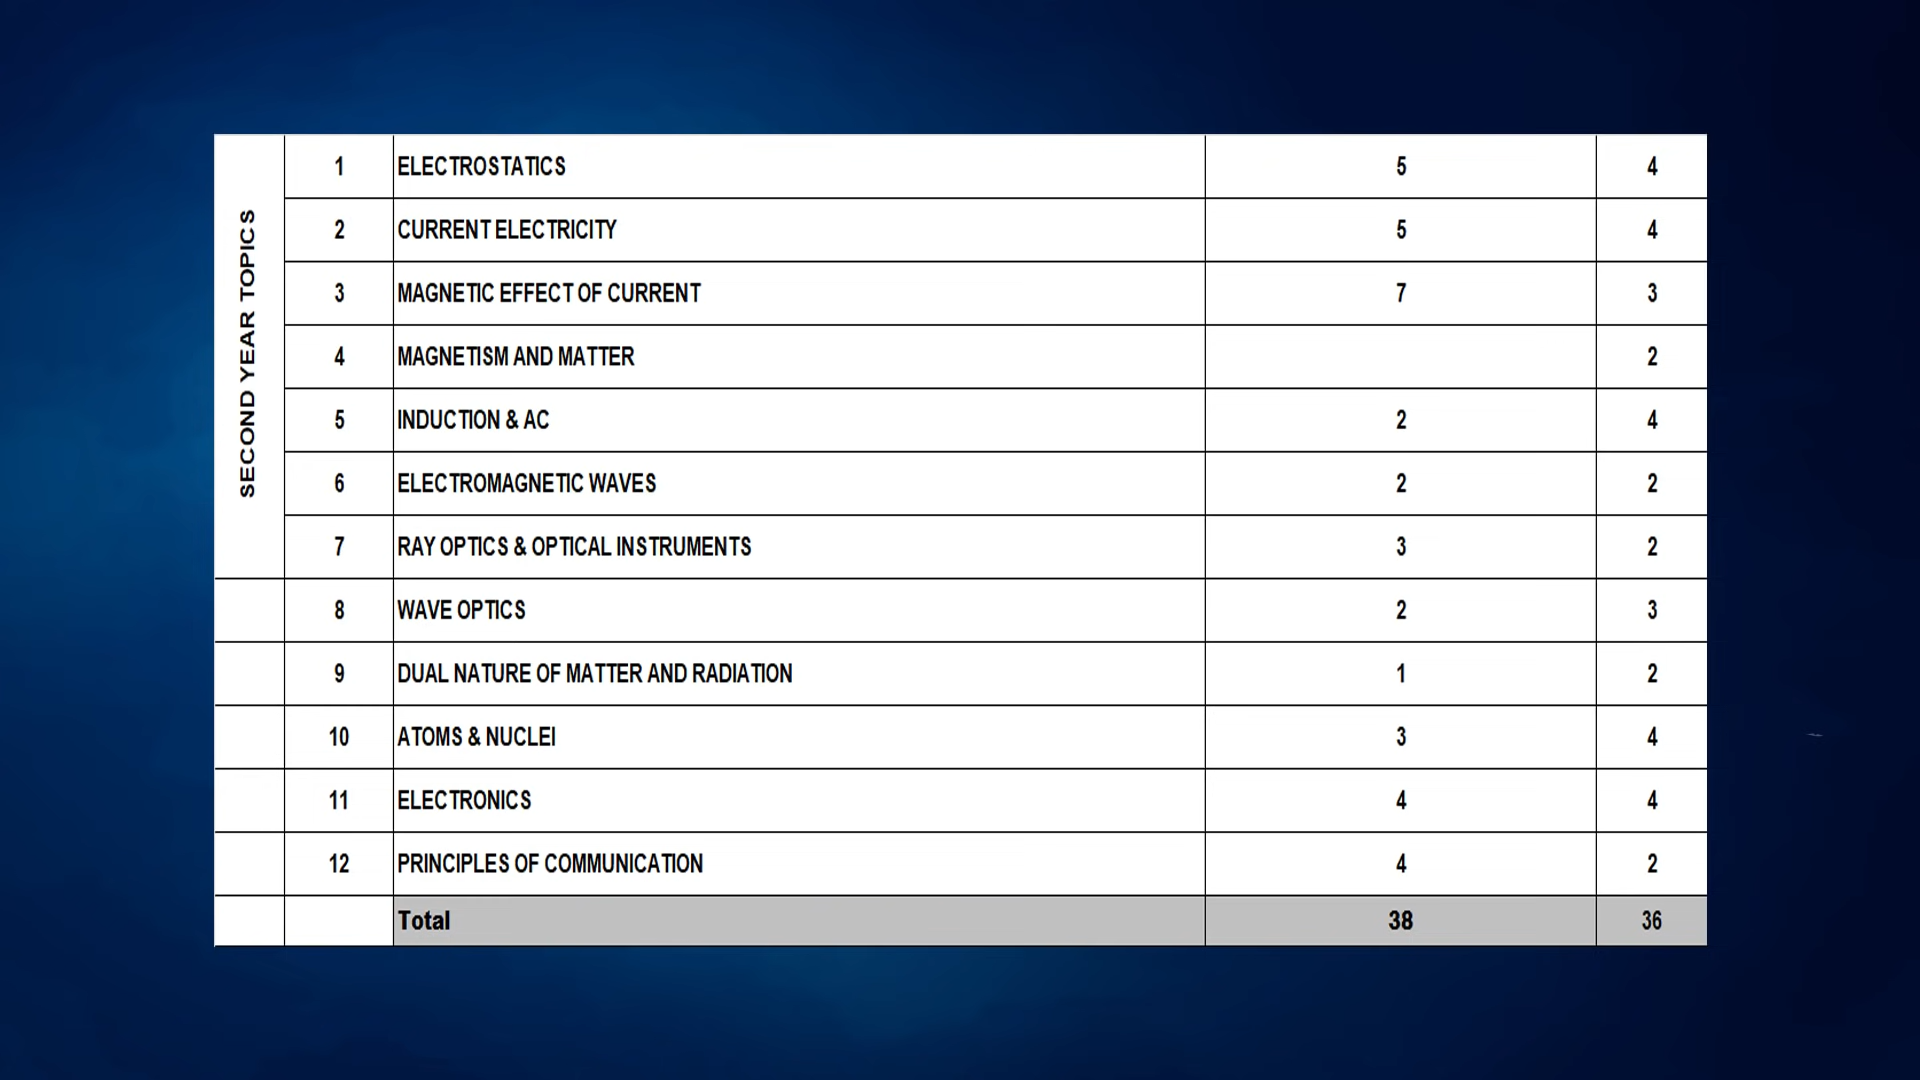 SECOND YEAR TOPICS
1 ELECTROSTATICS 5 4
2 CURRENT ELECTRICITY 5 4
3 MAGNETIC EFFECT OF CURRENT 7 3
4 MAGNETISM AND MATTER 2
5 INDUCTION & AC 2 4
6 ELECTROMAGNETIC WAVES 2 2
7 RAY OPTICS & OPTICAL INSTRUMENTS 3 2
8 WAVE OPTICS 2 3
9 DUAL NATURE OF MATTER AND RADIATION 1 2
10 ATOMS & NUCLEI 3 4
11 ELECTRONICS 4 4
12 PRINCIPLES OF COMMUNICATION 4 2
Total 38 36